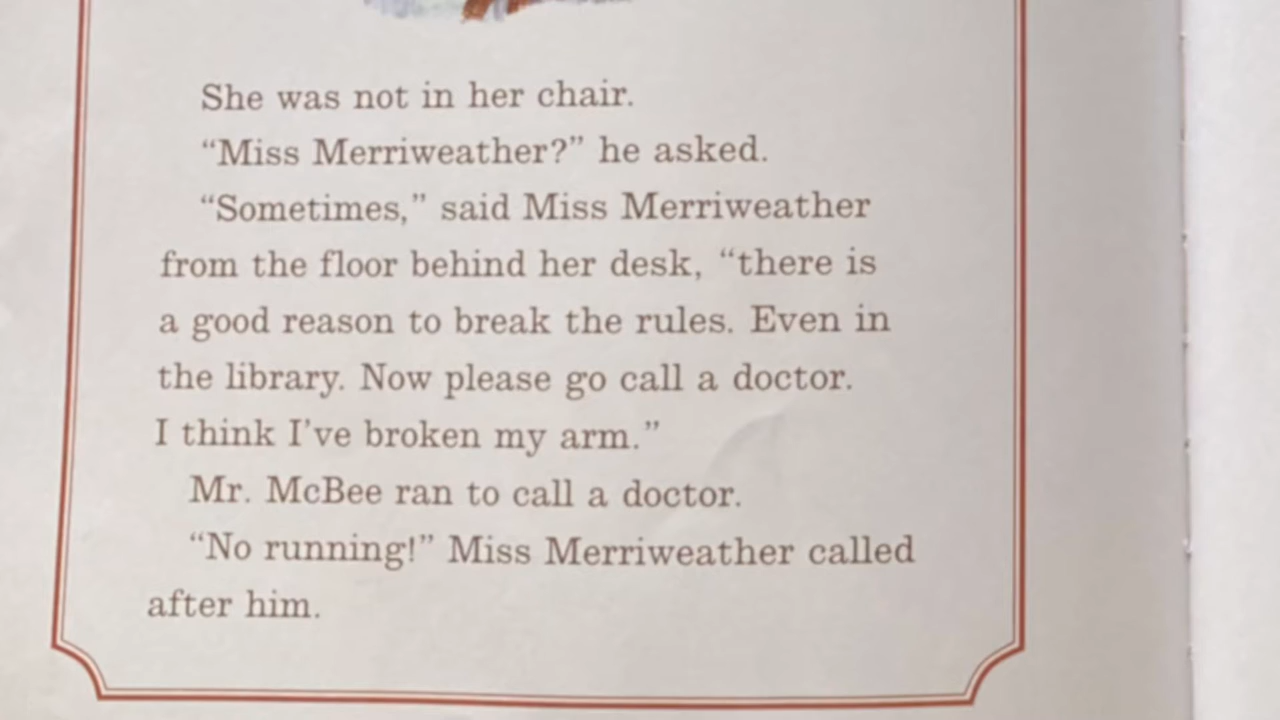 She was not in her chair.
“Miss Merriweather?” he asked.
“Sometimes,” said Miss Merriweather
from the floor behind her desk, “there is
a good reason to break the rules. Even in
the library. Now please go call a doctor.
I think I’ve broken my arm.”
Mr. McBee ran to call a doctor.
“No running!” Miss Merriweather called
after him.